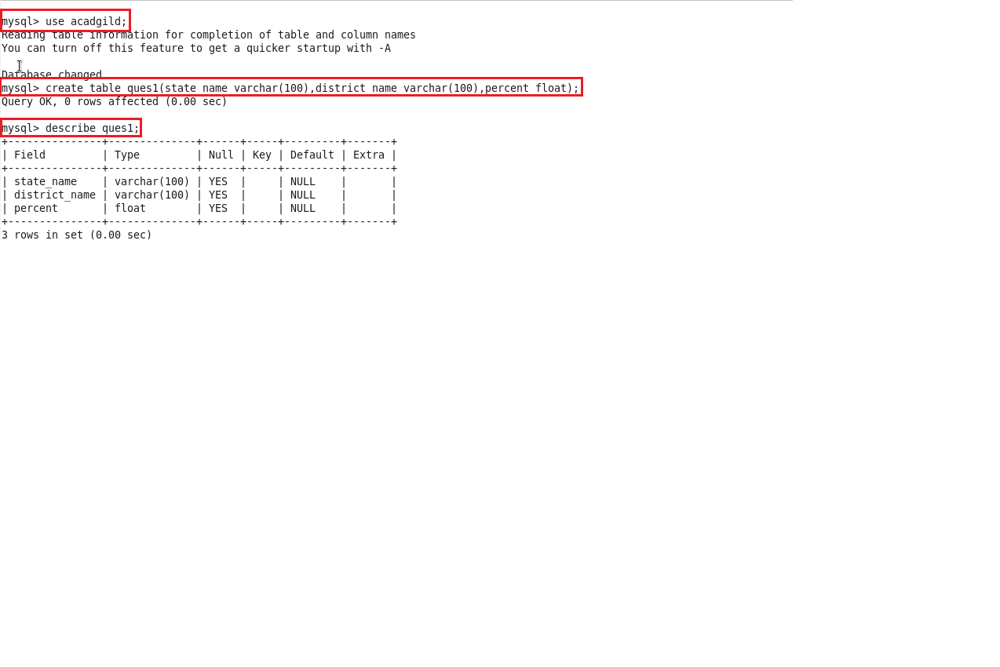 mysql> use acadgild;
Reading table information for completion of table and column names
You can turn off this feature to get a quicker startup with -A
Database changed
mysql> create table ques1(state_name varchar(100),district_name varchar(100),percent float);
Query OK, 0 rows affected (0.00 sec)
mysql> describe ques1;
+---------------+--------------+------+-----+---------+-------+
| Field         | Type         | Null | Key | Default | Extra |
+---------------+--------------+------+-----+---------+-------+
| state_name    | varchar(100) | YES  |     | NULL    |       |
| district_name | varchar(100) | YES  |     | NULL    |       |
| percent       | float        | YES  |     | NULL    |       |
+---------------+--------------+------+-----+---------+-------+
3 rows in set (0.00 sec)